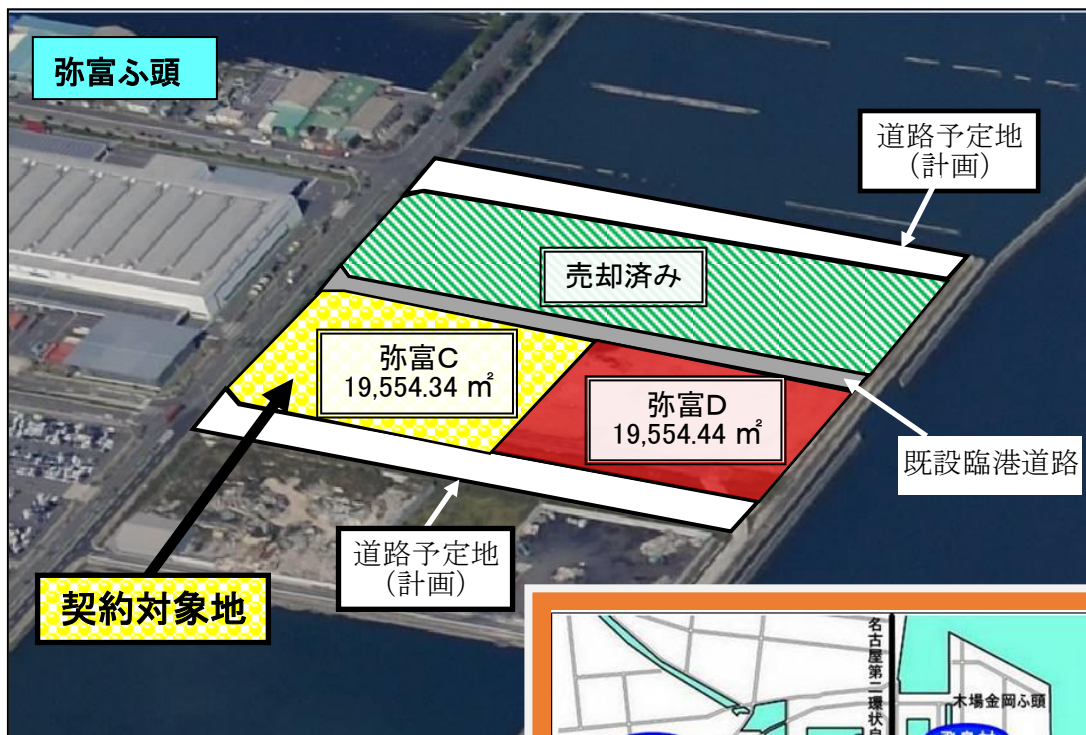 弥富ふ頭
道路予定地
(計画)
売却済み
弥富C
19,554.34 ㎡
弥富D
19,554.44 ㎡
既設臨港道路
道路予定地
(計画)
契約対象地
名古屋第二環状自
木場金岡ふ頭